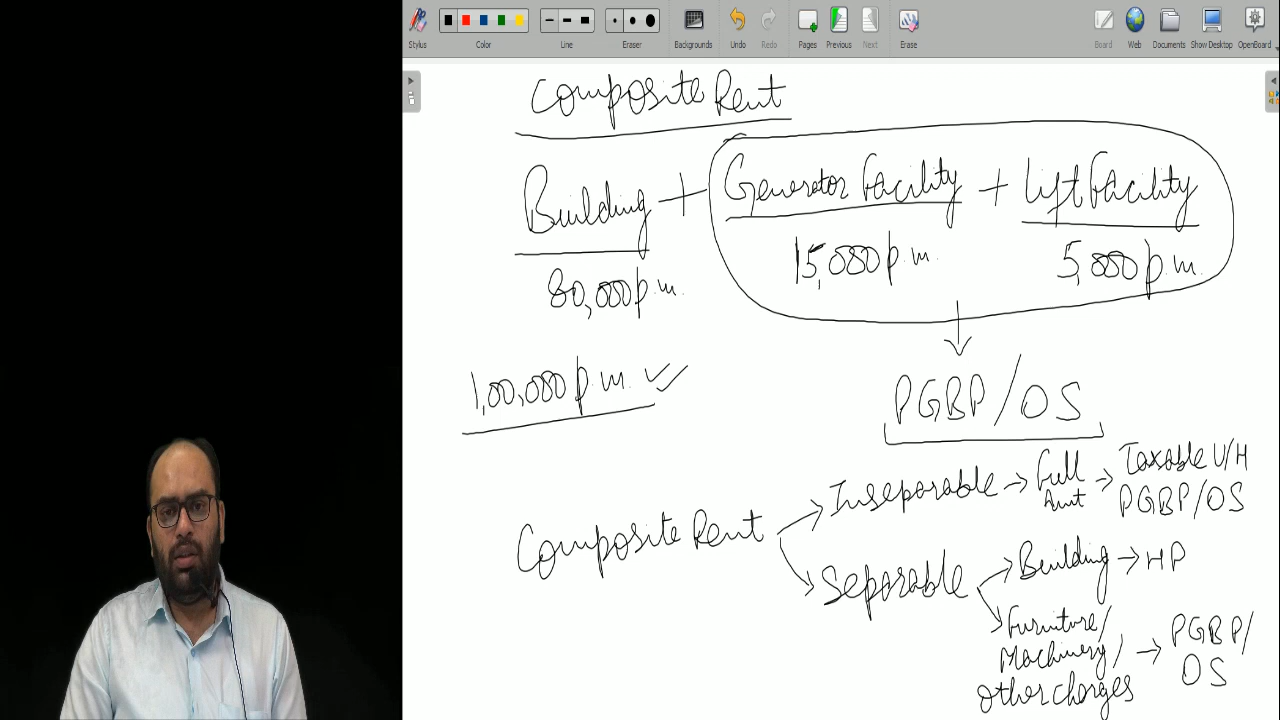 Stylus Color Line Eraser Backgrounds Undo Redo Pages Previous Next Erase Board Web Documents Show Desktop OpenBoard
Composite Rent
Building + Generator Facility + Lift Facility
80,000 p.m. 15,000 p.m. 5,000 p.m.
1,00,000 p.m.
PGBP/OS
Composite Rent
Inseparable → Full Amt → Taxable U/H PGBP/OS
Separable
Building → HP
Furniture/
Machinery/
Other charges → PGBP/
OS